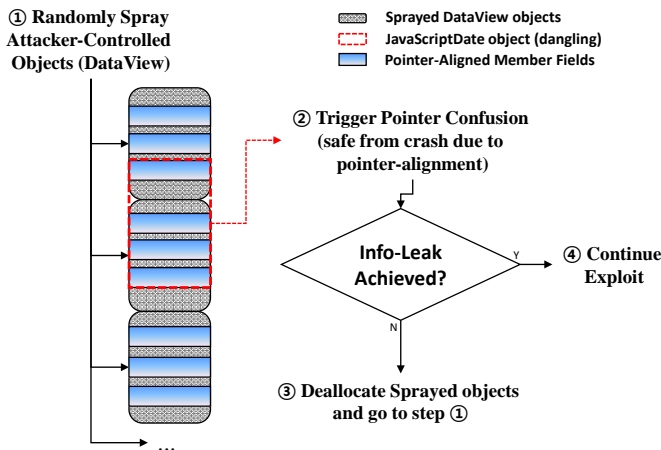 ① Randomly Spray
Attacker-Controlled
Objects (DataView)
Sprayed DataView objects
JavaScriptDate object (dangling)
Pointer-Aligned Member Fields
② Trigger Pointer Confusion
(safe from crash due to
pointer-alignment)
Info-Leak
Achieved?
Y
④ Continue
Exploit
N
③ Deallocate Sprayed objects
and go to step ①
...